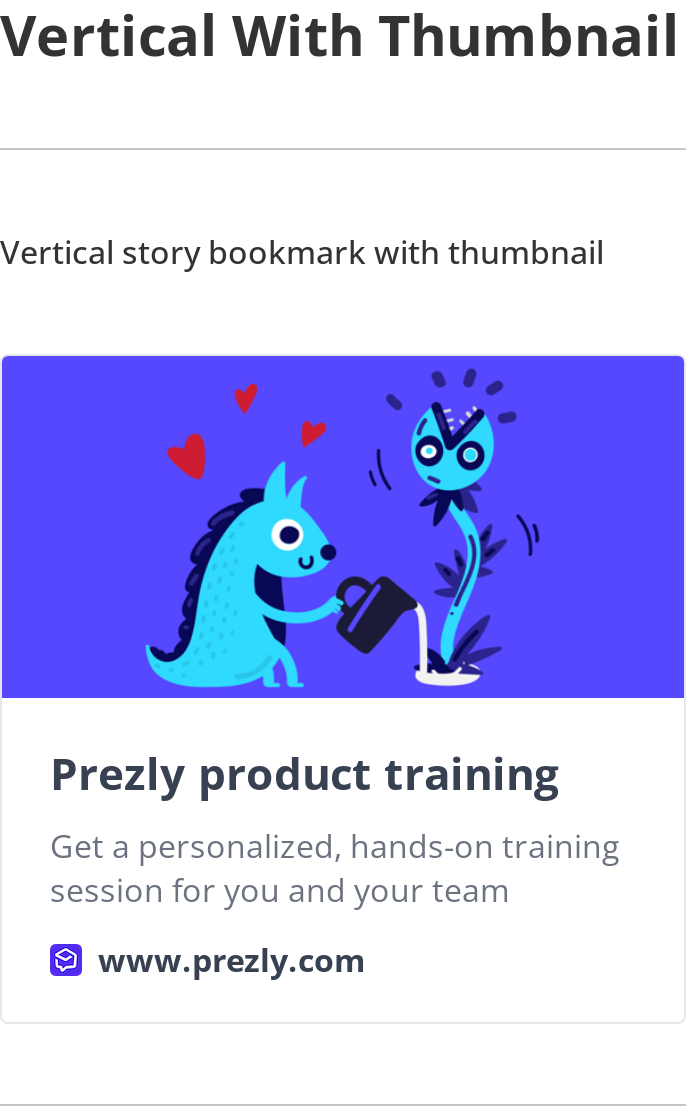 Vertical With Thumbnail
Vertical story bookmark with thumbnail
Prezly product training
Get a personalized, hands-on training
session for you and your team
www.prezly.com